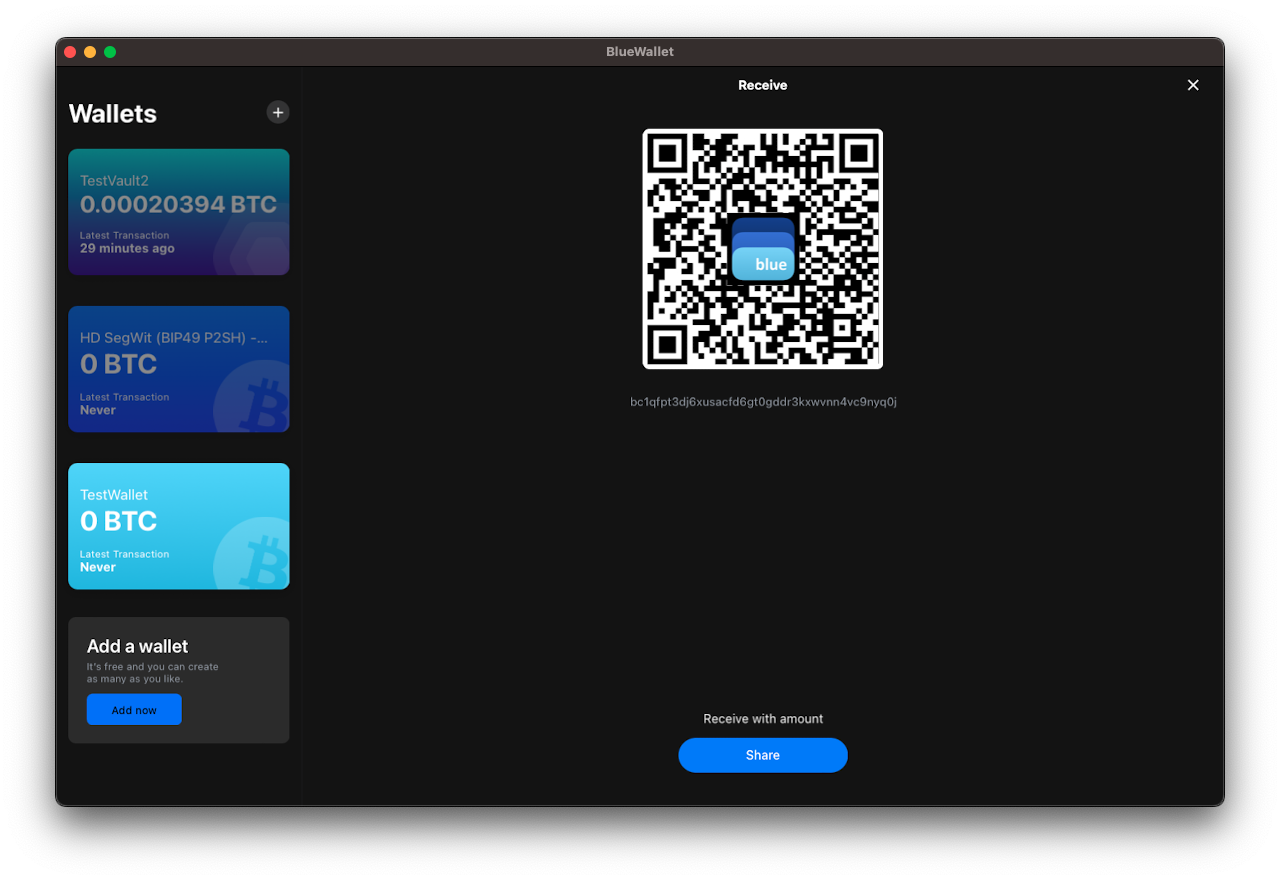 BlueWallet
Wallets
+
TestVault2
0.00020394 BTC
Latest Transaction
29 minutes ago
HD SegWit (BIP49 P2SH) -...
0 BTC
Latest Transaction
Never
TestWallet
0 BTC
Latest Transaction
Never
Add a wallet
It's free and you can create
as many as you like.
Add now
Receive
blue
bc1qfpt3dj6xusacfd6gt0gddr3kxwvnn4vc9nyq0j
Receive with amount
Share